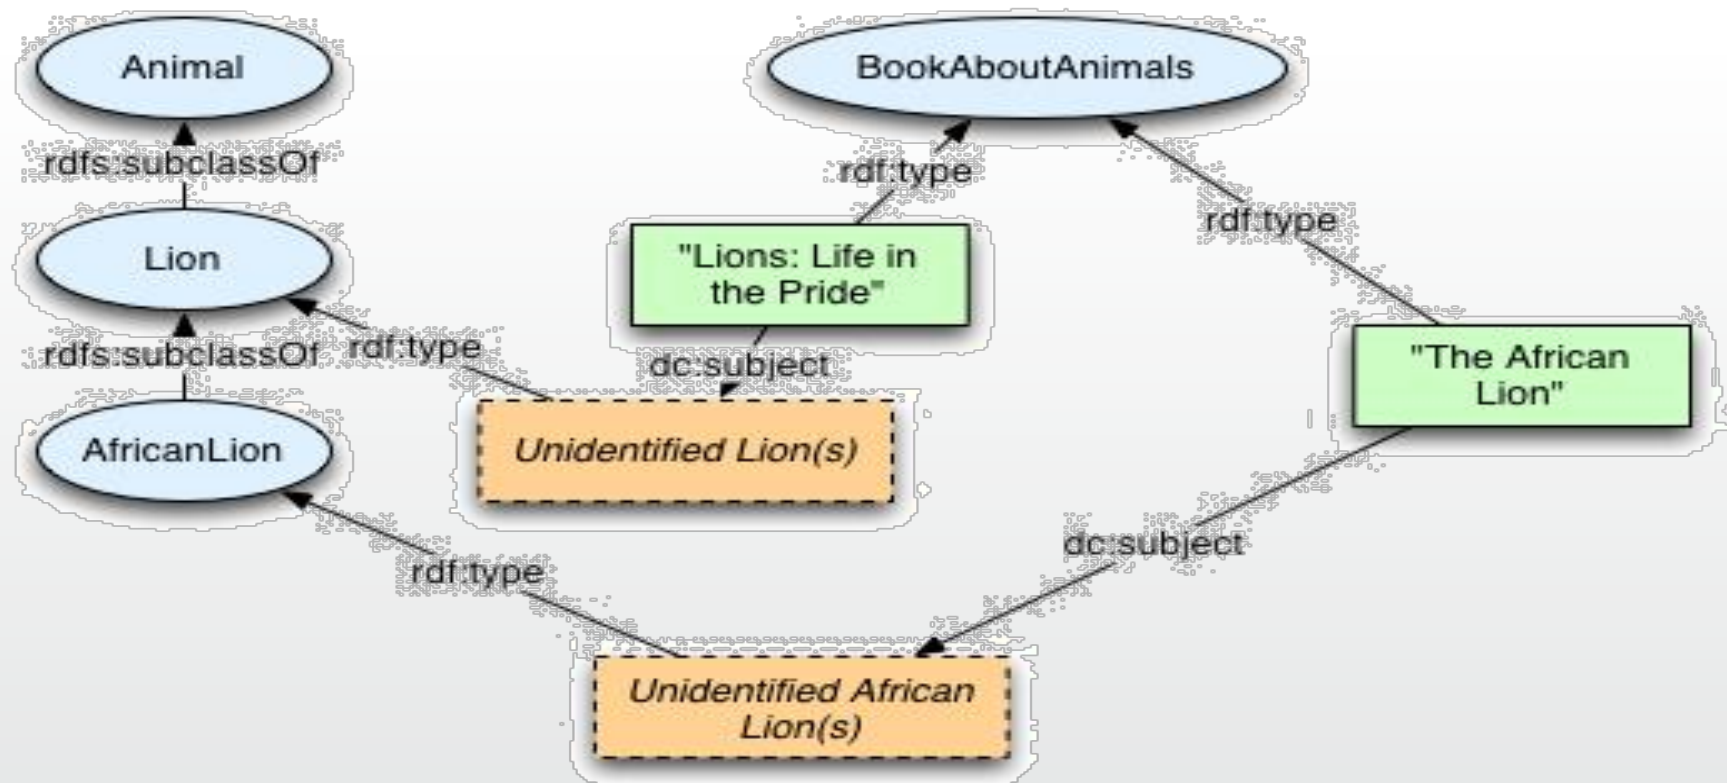 Animal
BookAboutAnimals
rdfs:subclassOf
rdf:type
rdf:type
Lion
"Lions: Life in
the Pride"
rdfs:subclassOf
rdf:type
dc:subject
"The African
Lion"
AfricanLion
Unidentified Lion(s)
dc:subject
rdf:type
Unidentified African
Lion(s)